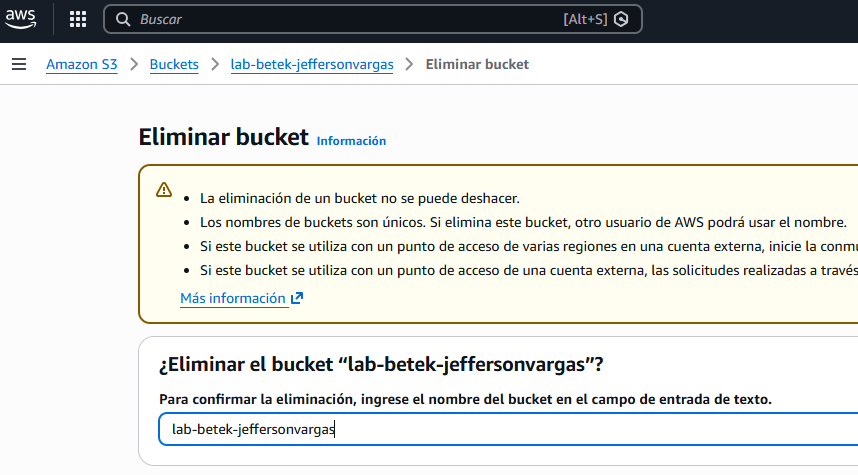 aws
Buscar [Alt+S]
Amazon S3 > Buckets > lab-betek-jeffersonvargas > Eliminar bucket
Eliminar bucket Información
• La eliminación de un bucket no se puede deshacer.
• Los nombres de buckets son únicos. Si elimina este bucket, otro usuario de AWS podrá usar el nombre.
• Si este bucket se utiliza con un punto de acceso de varias regiones en una cuenta externa, inicie la
• Si este bucket se utiliza con un punto de acceso de una cuenta externa, las solicitudes realizadas a través
Más información
¿Eliminar el bucket “lab-betek-jeffersonvargas”?
Para confirmar la eliminación, ingrese el nombre del bucket en el campo de entrada de texto.
lab-betek-jeffersonvargas